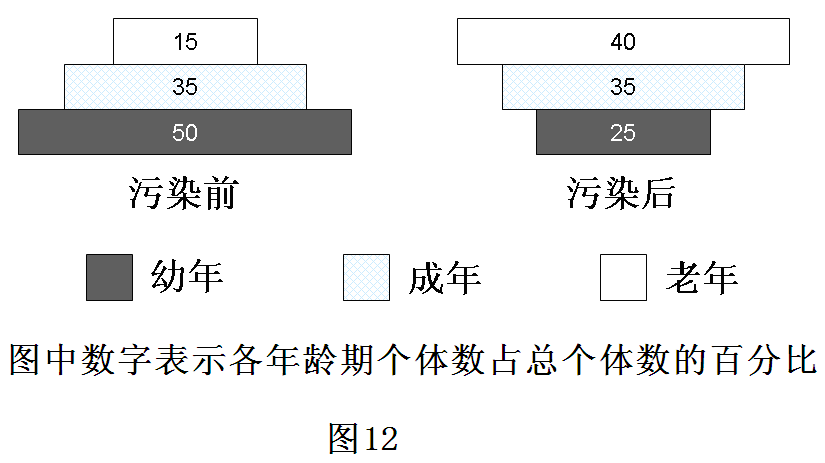 15 40
35 35
50 25
污染前 污染后
幼年 成年 老年
图中数字表示各年龄期个体数占总个体数的百分比
图12